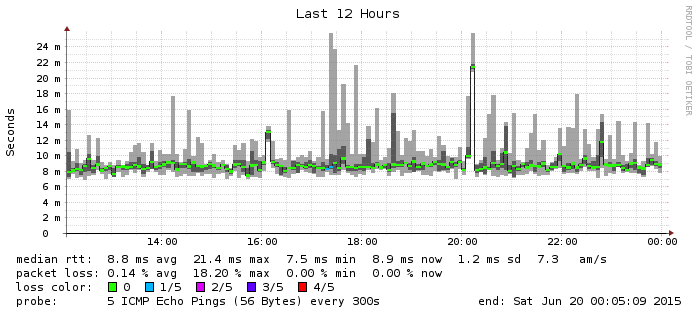 Last 12 Hours
RRDTOOL / TOBI OETIKER
Seconds
24 m
22 m
20 m
18 m
16 m
14 m
12 m
10 m
8 m
6 m
4 m
2 m
0
14:00 16:00 18:00 20:00 22:00 00:00
median rtt: 8.8 ms avg 21.4 ms max 7.5 ms min 8.9 ms now 1.2 ms sd 7.3 am/s
packet loss: 0.14 % avg 18.20 % max 0.00 % min 0.00 % now
loss color: 0 1/5 2/5 3/5 4/5
probe: 5 ICMP Echo Pings (56 Bytes) every 300s end: Sat Jun 20 00:05:09 2015